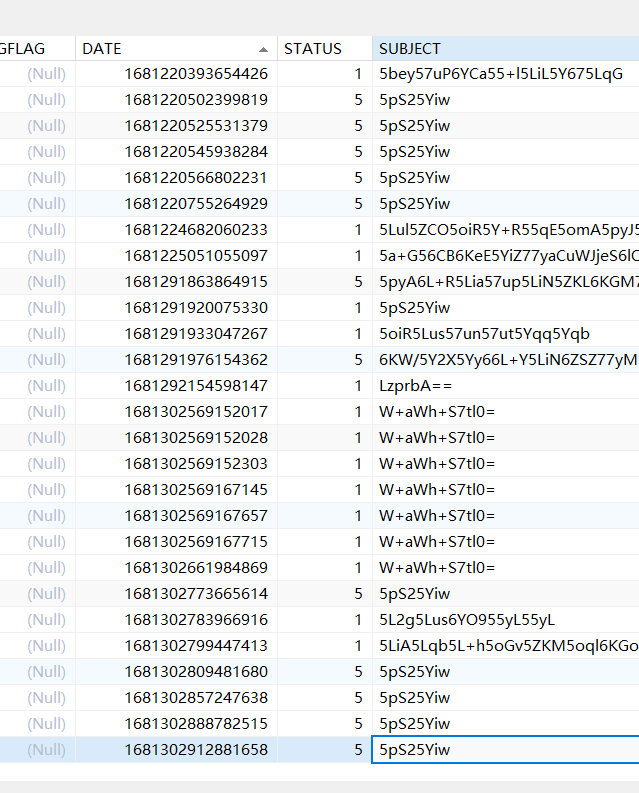 GFLAG DATE STATUS SUBJECT
(Null) 1681220393654426 1 5bey57uP6YCa55+l5LiL5Y675LqG
(Null) 1681220502399819 5 5pS25Yiw
(Null) 1681220525531379 5 5pS25Yiw
(Null) 1681220545938284 5 5pS25Yiw
(Null) 1681220566802231 5 5pS25Yiw
(Null) 1681220755264929 5 5pS25Yiw
(Null) 1681224682060233 1 5Lul5ZCO5oiR5Y+R55qE5omA5pyJ5
(Null) 1681225051055097 1 5a+G56CB6KeE5YiZ77yaCuWJjeS6lC
(Null) 1681291863864915 5 5pyA6L+R5Lia57up5LiN5ZKL6KGM7
(Null) 1681291920075330 1 5pS25Yiw
(Null) 1681291933047267 1 5oiR5Lus57un57ut5Yqq5Yqb
(Null) 1681291976154362 5 6KW/5Y2X5Yy66L+Y5LiN6ZSZ77yM
(Null) 1681292154598147 1 LzprbA==
(Null) 1681302569152017 1 W+aWh+S7tl0=
(Null) 1681302569152028 1 W+aWh+S7tl0=
(Null) 1681302569152303 1 W+aWh+S7tl0=
(Null) 1681302569167145 1 W+aWh+S7tl0=
(Null) 1681302569167657 1 W+aWh+S7tl0=
(Null) 1681302569167715 1 W+aWh+S7tl0=
(Null) 1681302661984869 1 W+aWh+S7tl0=
(Null) 1681302773665614 5 5pS25Yiw
(Null) 1681302783966916 1 5L2g5Lus6YO955yL55yL
(Null) 1681302799447413 1 5LiA5Lqb5L+h5oGv5ZKM5oql6KGo
(Null) 1681302809481680 5 5pS25Yiw
(Null) 1681302857247638 5 5pS25Yiw
(Null) 1681302888782515 5 5pS25Yiw
(Null) 1681302912881658 5 5pS25Yiw